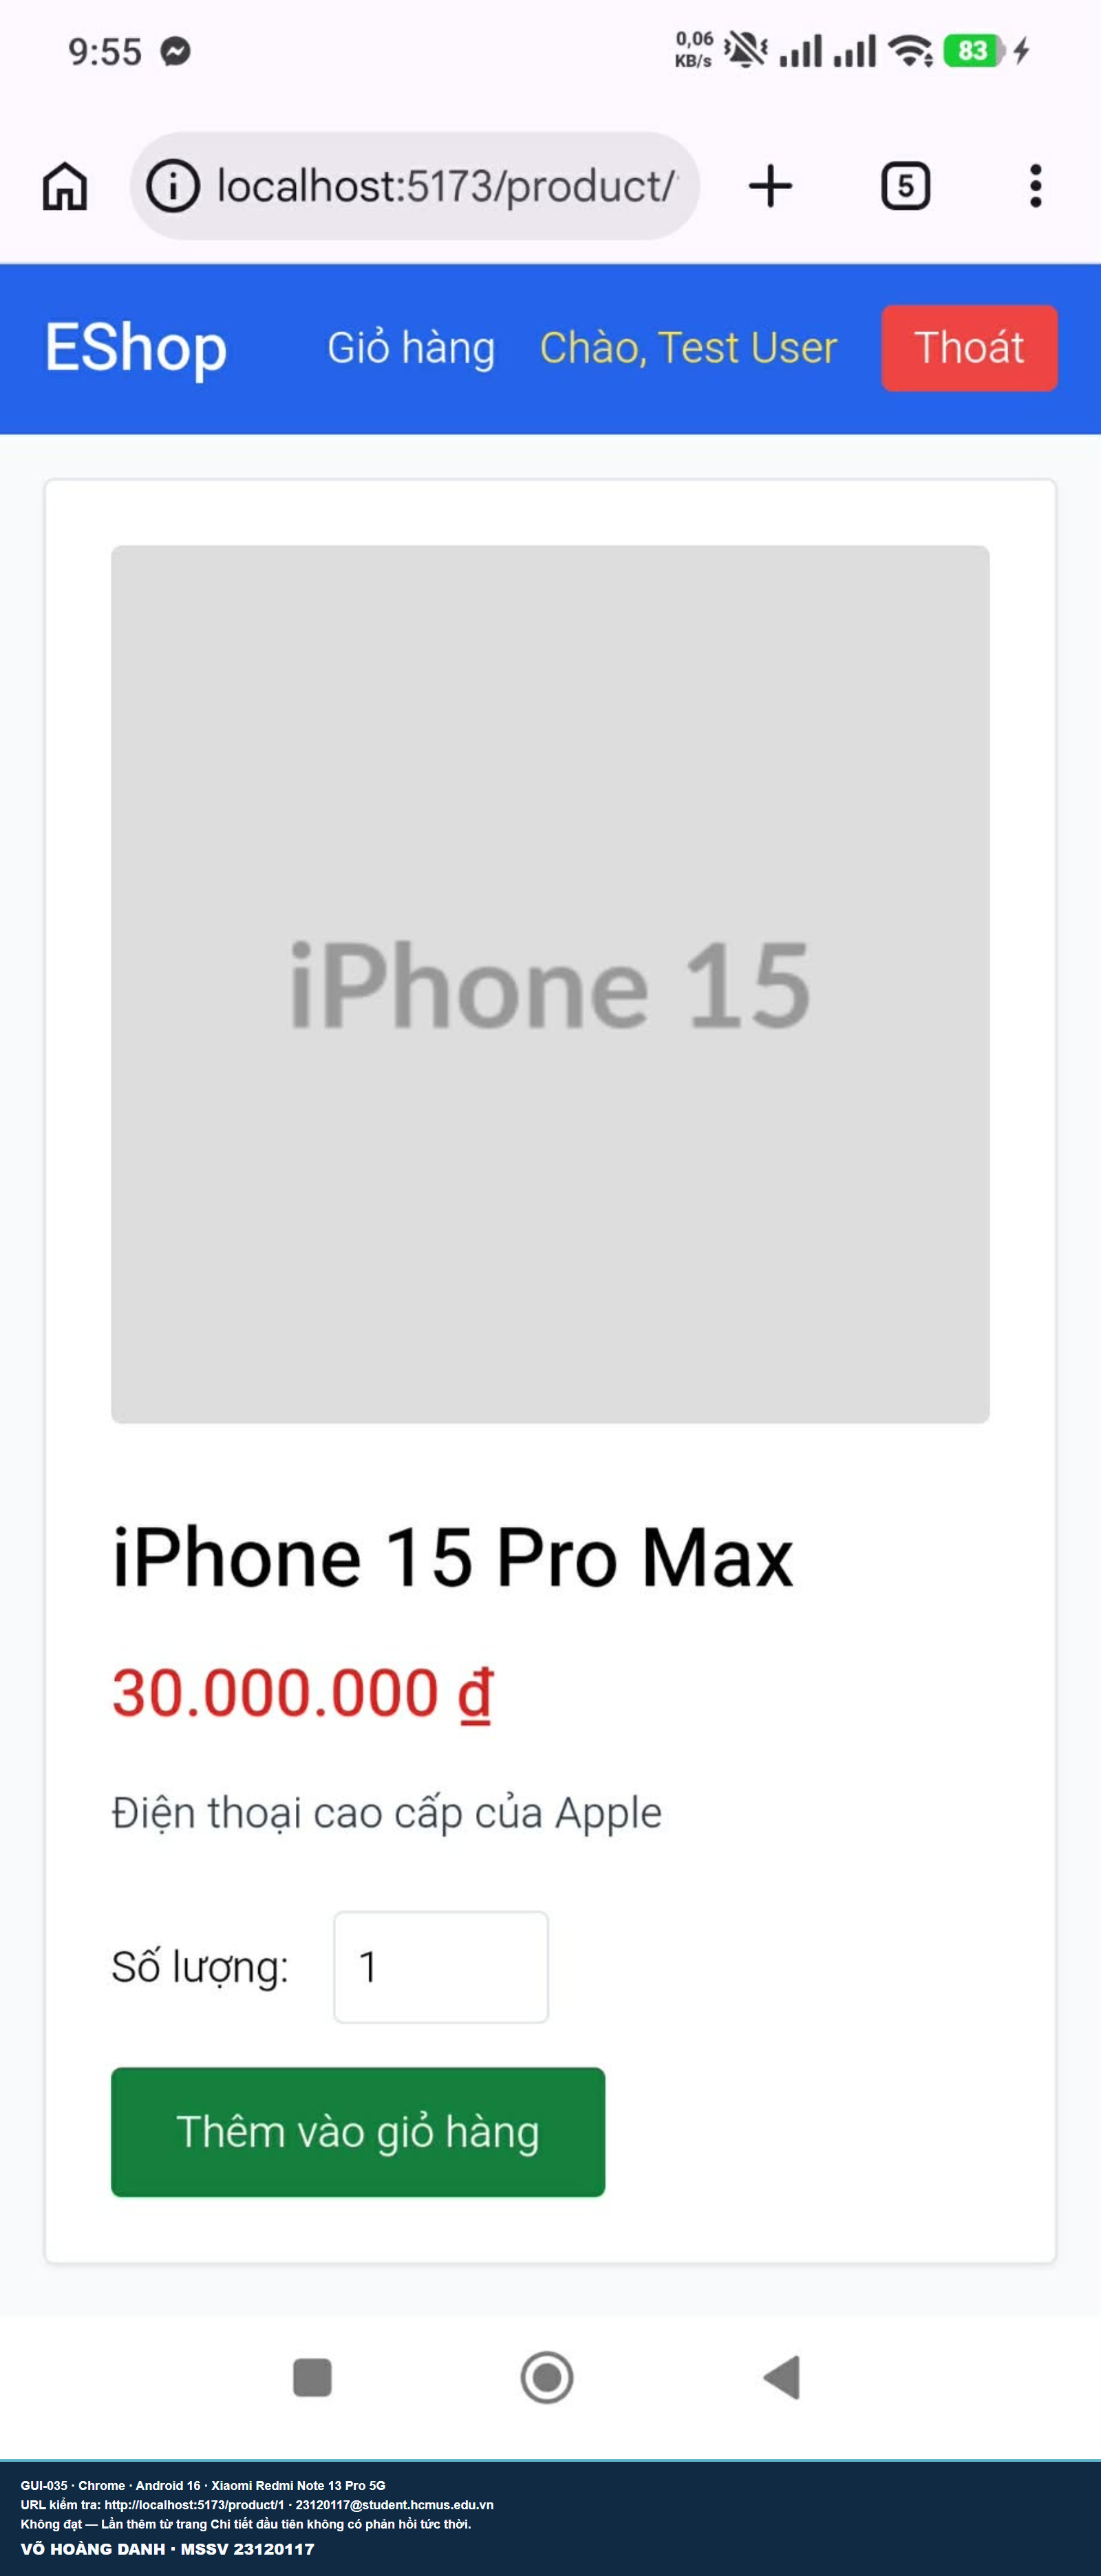 9:55
0,06
KB/s
83
localhost:5173/product/
5
EShop
Giỏ hàng
Chào, Test User
Thoát
iPhone 15
iPhone 15 Pro Max
30.000.000 ₫
Điện thoại cao cấp của Apple
Số lượng:
1
Thêm vào giỏ hàng
GUI-035 · Chrome · Android 16 · Xiaomi Redmi Note 13 Pro 5G
URL kiểm tra: http://localhost:5173/product/1 · 23120117@student.hcmus.edu.vn
Không đạt — Lần thêm từ trang Chi tiết đầu tiên không có phản hồi tức thời.
VÕ HOÀNG DANH · MSSV 23120117